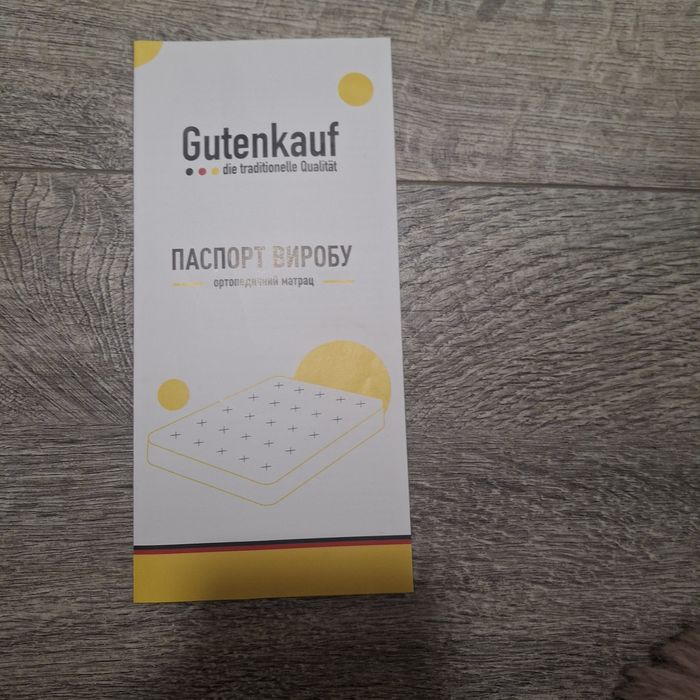 Gutenkauf
die traditionelle Qualität
ПАСПОРТ ВИРОБУ
ортопедичний матрац